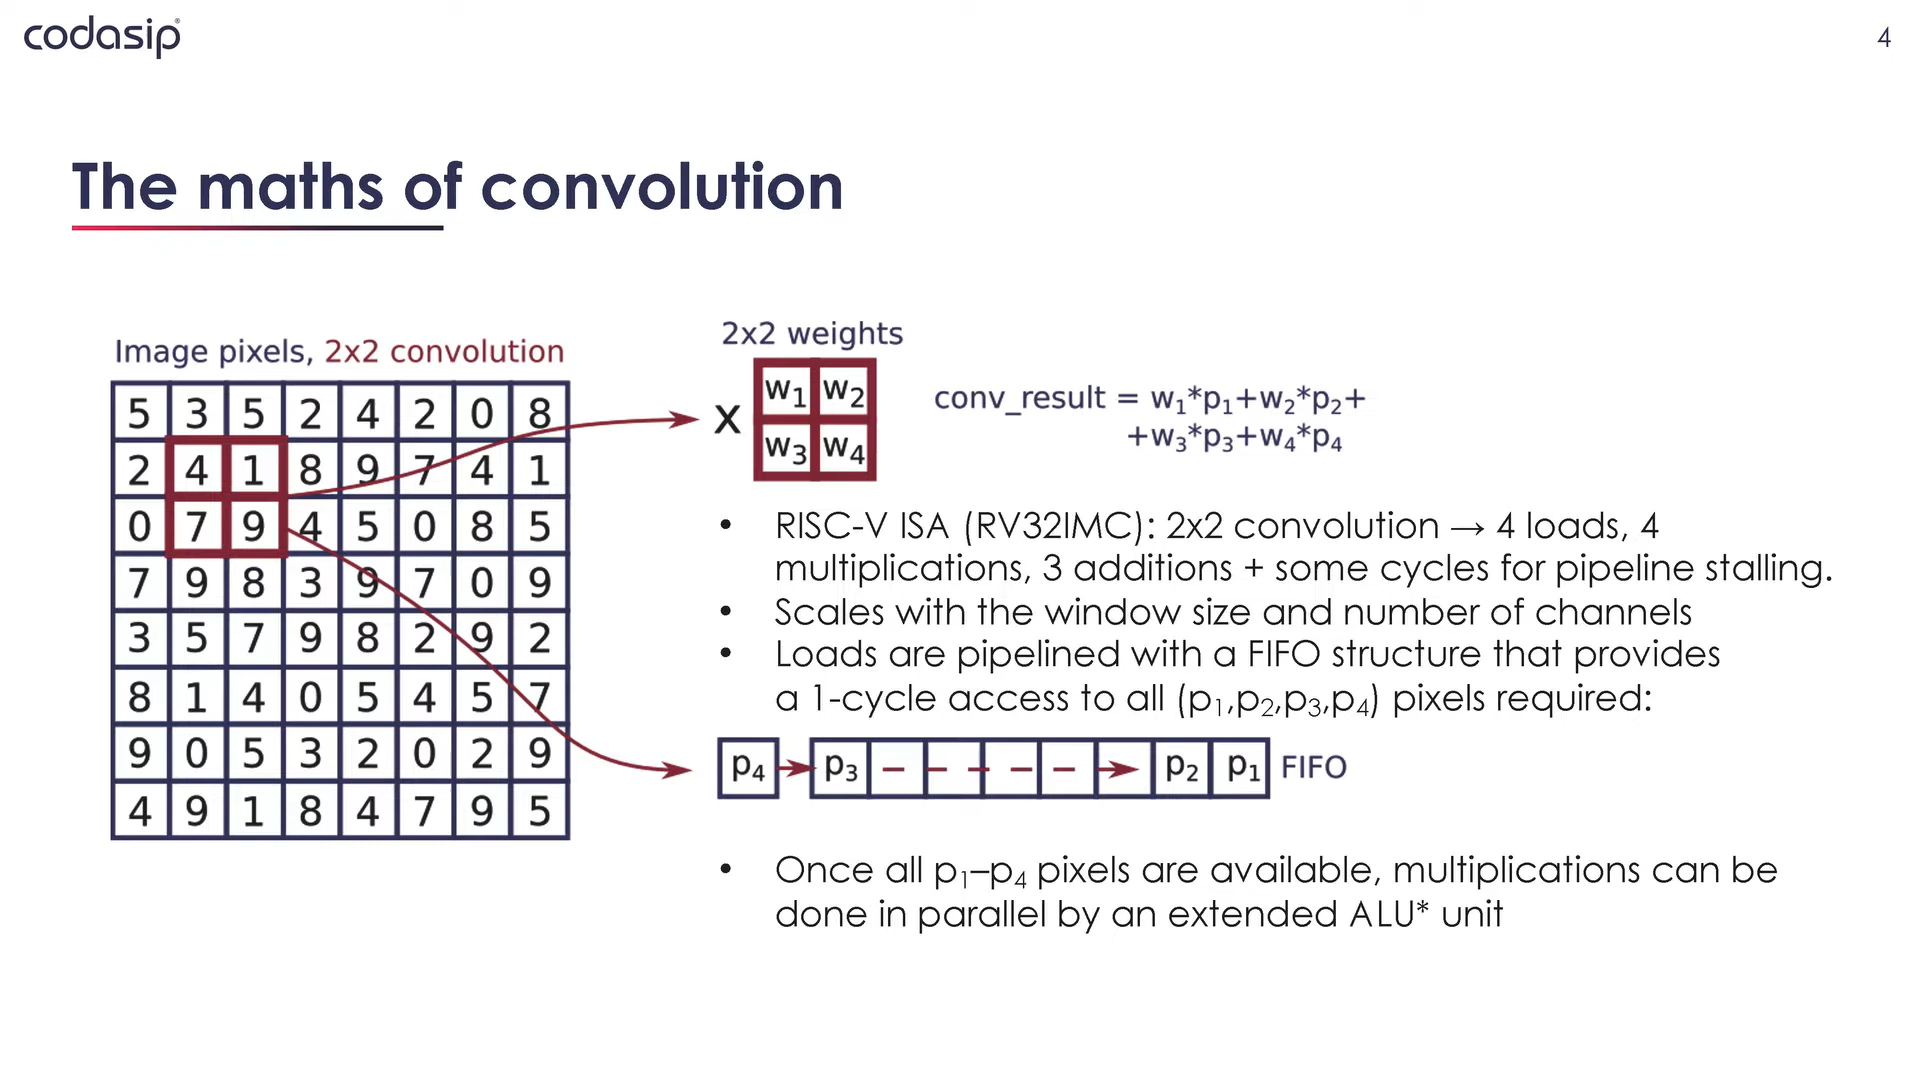 codasip
4
The maths of convolution
Image pixels, 2x2 convolution
5 3 5 2 4 2 0 8
2 4 1 8 9 7 4 1
0 7 9 4 5 0 8 5
7 9 8 3 9 7 0 9
3 5 7 9 8 2 9 2
8 1 4 0 5 4 5 7
9 0 5 3 2 0 2 9
4 9 1 8 4 7 9 5
2x2 weights
x
w₁ w₂
w₃ w₄
conv_result = w₁*p₁+w₂*p₂+
+w₃*p₃+w₄*p₄
• RISC-V ISA (RV32IMC): 2x2 convolution → 4 loads, 4
multiplications, 3 additions + some cycles for pipeline stalling.
• Scales with the window size and number of channels
• Loads are pipelined with a FIFO structure that provides
a 1-cycle access to all (p₁,p₂,p₃,p₄) pixels required:
p₄ p₃ p₂ p₁ FIFO
• Once all p₁–p₄ pixels are available, multiplications can be
done in parallel by an extended ALU* unit